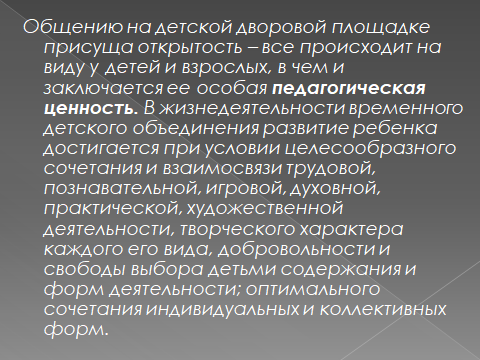 Общению на детской дворовой площадке
присуща открытость – все происходит на
виду у детей и взрослых, в чем и
заключается ее особая педагогическая
ценность. В жизнедеятельности временного
детского объединения развитие ребенка
достигается при условии целесообразного
сочетания и взаимосвязи трудовой,
познавательной, игровой, духовной,
практической, художественной
деятельности, творческого характера
каждого его вида, добровольности и
свободы выбора детьми содержания и
форм деятельности; оптимального
сочетания индивидуальных и коллективных
форм.